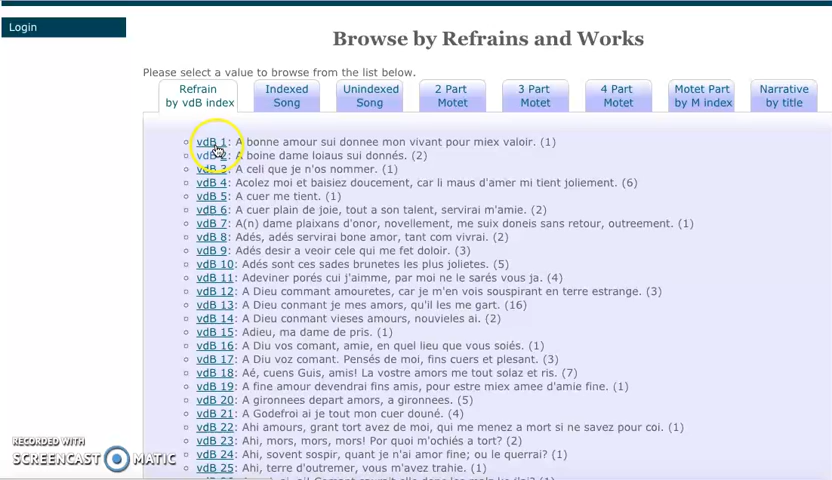 Login
Browse by Refrains and Works
Please select a value to browse from the list below.
Refrain by vdB index
Indexed Song
Unindexed Song
2 Part Motet
3 Part Motet
4 Part Motet
Motet Part by M index
Narrative by title
vdB 1: A bonne amour sui donnee mon vivant pour miex valoir. (1)
vdB 2: A boine dame loiaus sui donnés. (2)
vdB 3: A celi que je n'os nommer. (1)
vdB 4: Acolez moi et baisiez doucement, car li maus d'amer mi tient joliement. (6)
vdB 5: A cuer me tient. (1)
vdB 6: A cuer plain de joie, tout a son talent, servirai m'amie. (2)
vdB 7: A(n) dame plaixans d'onor, novellement, me suix doneis sans retour, outreement. (1)
vdB 8: Adés, adés servirai bone amor, tant com vivrai. (2)
vdB 9: Adés desir a veoir cele qui me fet doloir. (3)
vdB 10: Adés sont ces sades brunetes les plus jolietes. (5)
vdB 11: Adeviner porés cui j'aimme, par moi ne le sarés vous ja. (4)
vdB 12: A Dieu commant amouretes, car je m'en vois souspirant en terre estrange. (3)
vdB 13: A Dieu conmant je mes amors, qu'il les me gart. (16)
vdB 14: A Dieu conmant vieses amours, nouvieles ai. (2)
vdB 15: Adieu, ma dame de pris. (1)
vdB 16: A Diu vos comant, amie, en quel lieu que vous soiés. (1)
vdB 17: A Diu voz comant. Pensés de moi, fins cuers et plesant. (3)
vdB 18: Aé, cuens Guis, amis! La vostre amors me tout solaz et ris. (7)
vdB 19: A fine amour devendrai fins amis, pour estre miex amee d'amie fine. (1)
vdB 20: A gironnees depart amors, a gironnees. (5)
vdB 21: A Godefroi ai je tout mon cuer douné. (4)
vdB 22: Ahi amours, grant tort avez de moi, qui me menez a mort si ne savez pour coi. (1)
vdB 23: Ahi, mors, mors, mors! Por quoi m'ochiés a tort? (2)
vdB 24: Ahi, sovent sospir, quant je n'ai amor fine; ou le querrai? (1)
vdB 25: Ahi, terre d'outremer, vous m'avez trahie. (1)
RECORDED WITH
SCREENCAST MATIC